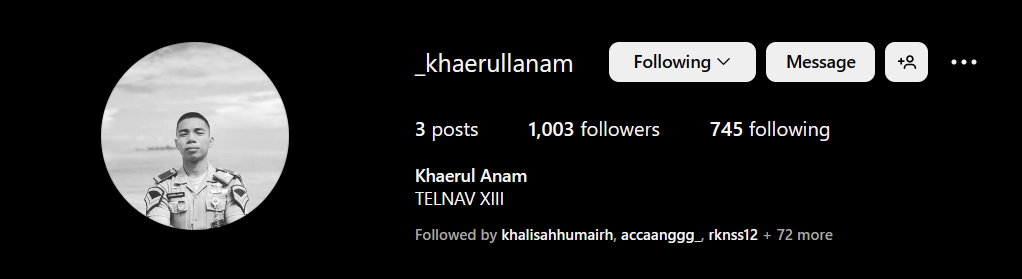 _khaerullanam Following Message
3 posts 1,003 followers 745 following
Khaerul Anam
TELNAV XIII
Followed by khalisahhumairh, accaanggg_, rknss12 + 72 more